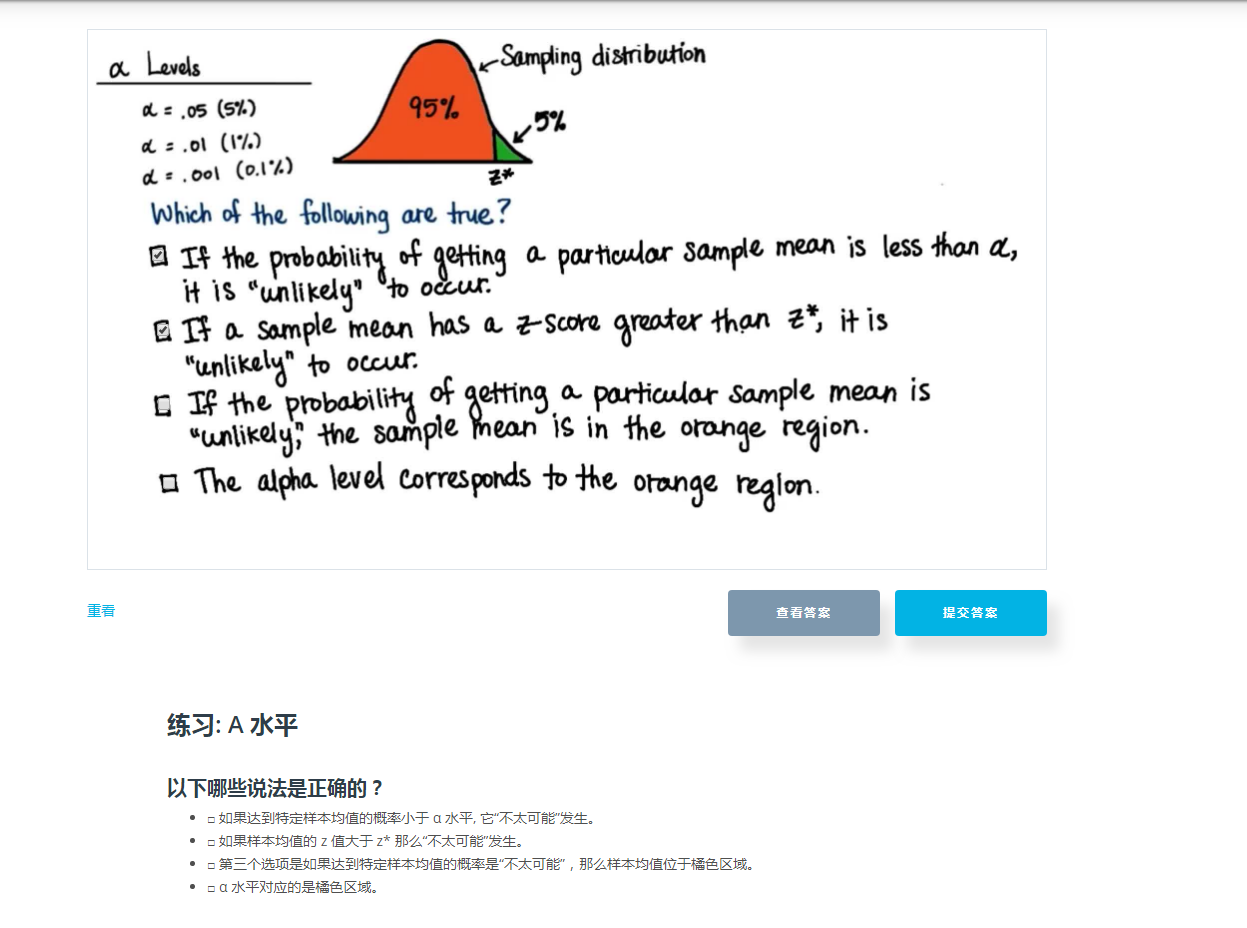 α Levels
α = .05 (5%)
α = .01 (1%)
α = .001 (0.1%)
Sampling distribution
95%
5%
z*
Which of the following are true?
☑ If the probability of getting a particular sample mean is less than α,
it is "unlikely" to occur.
☑ If a sample mean has a z-score greater than z*, it is
"unlikely" to occur.
☐ If the probability of getting a particular sample mean is
"unlikely," the sample mean is in the orange region.
☐ The alpha level corresponds to the orange region.
重看
查看答案
提交答案
练习: Α 水平
以下哪些说法是正确的？
• □ 如果达到特定样本均值的概率小于 α 水平, 它“不太可能”发生。
• □ 如果样本均值的 z 值大于 z* 那么“不太可能”发生。
• □ 第三个选项是如果达到特定样本均值的概率是“不太可能”，那么样本均值位于橘色区域。
• □ α 水平对应的是橘色区域。